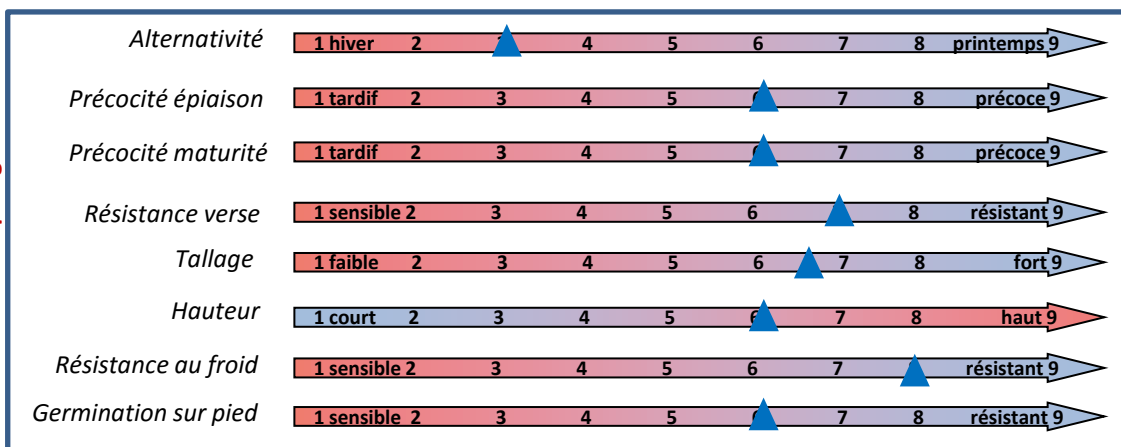 Alternativité 1 hiver 2 4 5 6 7 8 printemps 9
Précocité épiaison 1 tardif 2 3 4 5 7 8 précoce 9
Précocité maturité 1 tardif 2 3 4 5 7 8 précoce 9
Résistance verse 1 sensible 2 3 4 5 6 8 résistant 9
Tallage 1 faible 2 3 4 5 6 7 8 fort 9
Hauteur 1 court 2 3 4 5 7 8 haut 9
Résistance au froid 1 sensible 2 3 4 5 6 7 résistant 9
Germination sur pied 1 sensible 2 3 4 5 7 8 résistant 9